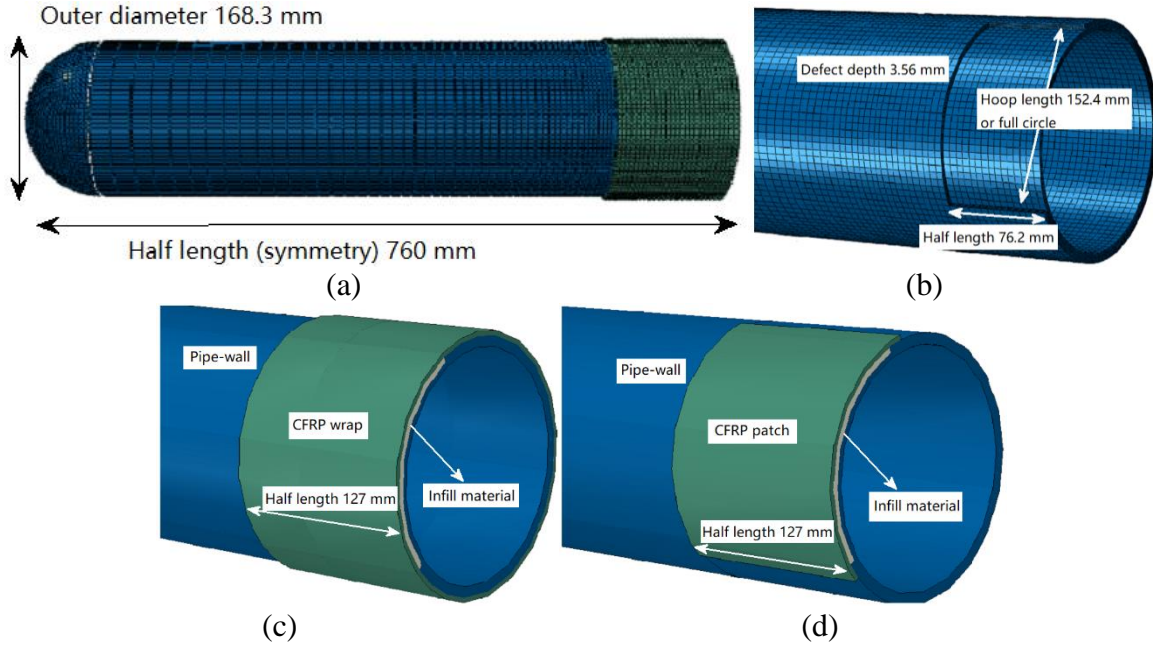 Outer diameter 168.3 mm
Half length (symmetry) 760 mm
(a)
Defect depth 3.56 mm
Hoop length 152.4 mm
or full circle
Half length 76.2 mm
(b)
Pipe-wall
CFRP wrap
Half length 127 mm
Infill material
(c)
Pipe-wall
CFRP patch
Infill material
Half length 127 mm
(d)